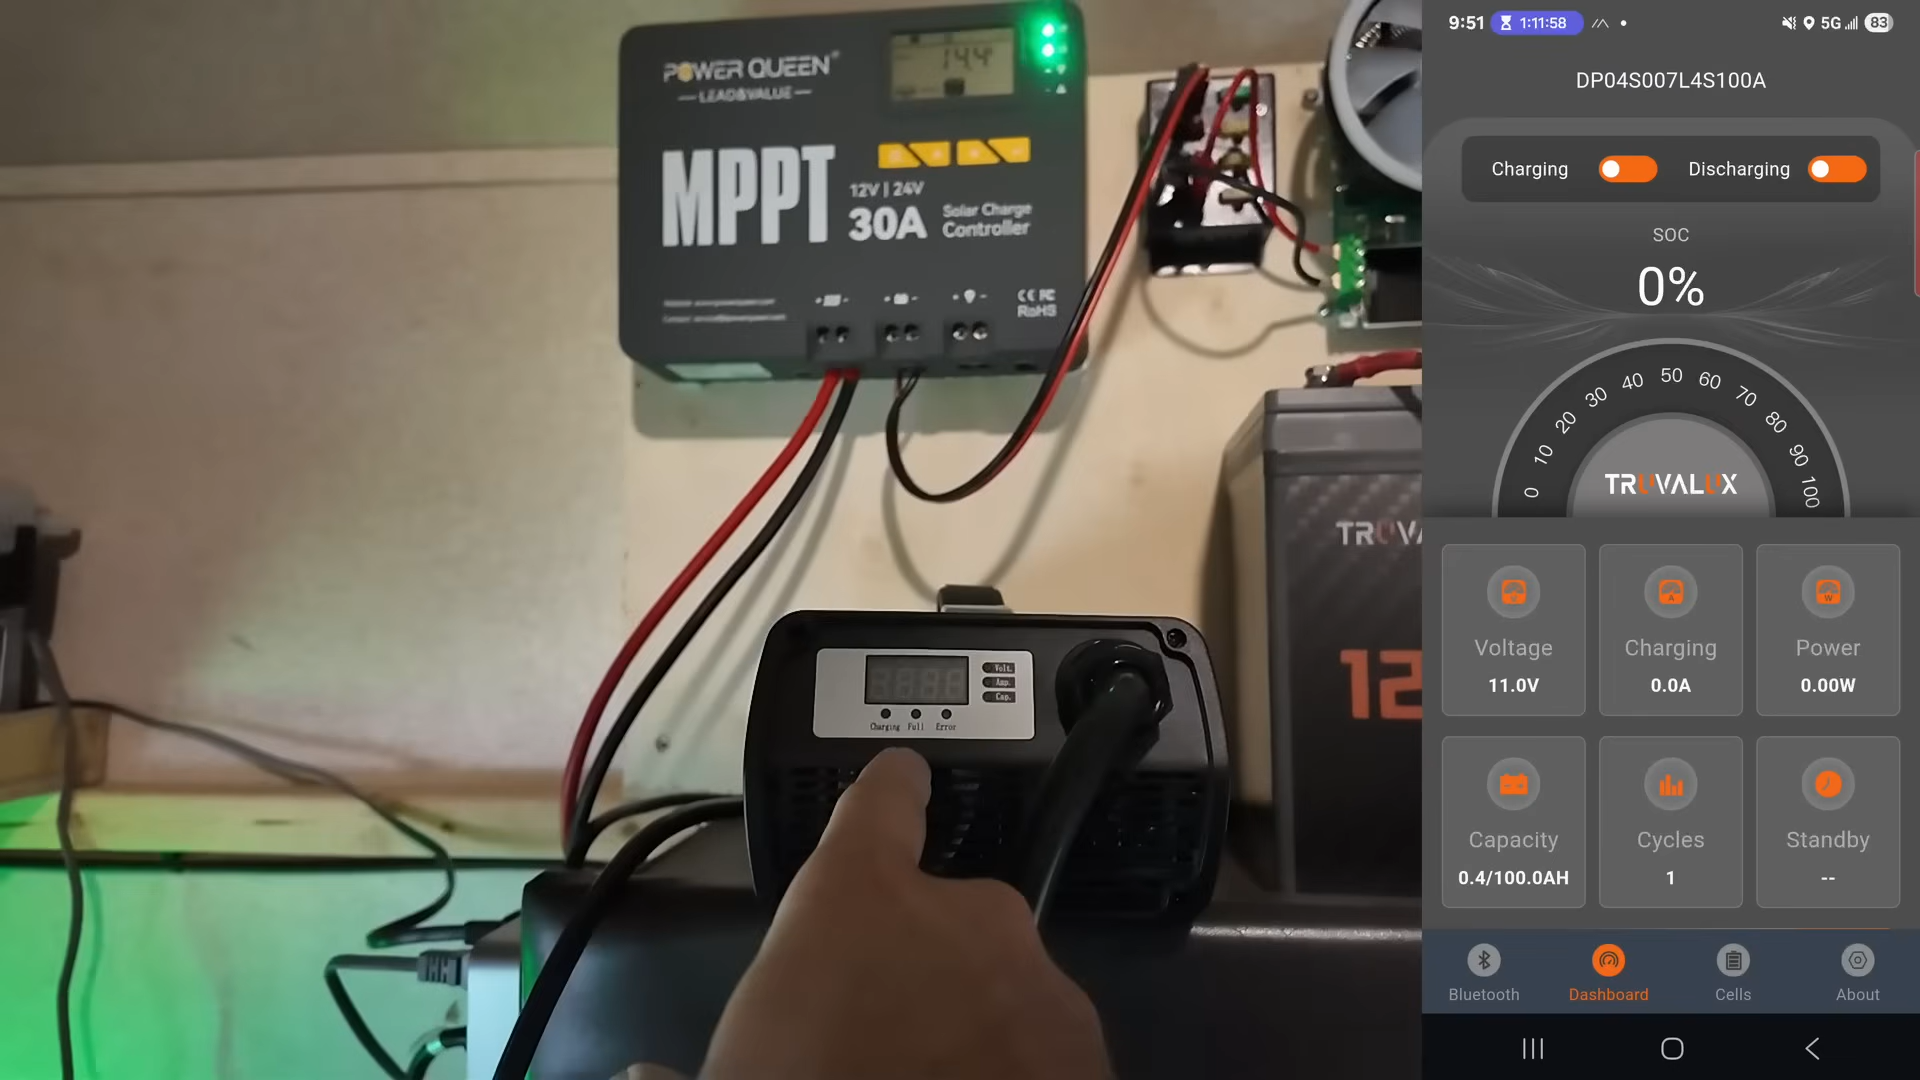 POWER QUEEN
LEAD&VALUE
14.4
MPPT
12V | 24V
30A
Solar Charge
Controller
CE FC
RoHS
TRUVA
12
Volt.
Amp.
Cap.
Charging Full Error
9:51 1:11:58 5G 83
DP04S007L4S100A
Charging Discharging
SOC
0%
0 10 20 30 40 50 60 70 80 90 100
TRUVALUX
Voltage Charging Power
11.0V 0.0A 0.00W
Capacity Cycles Standby
0.4/100.0AH 1 --
Bluetooth Dashboard Cells About